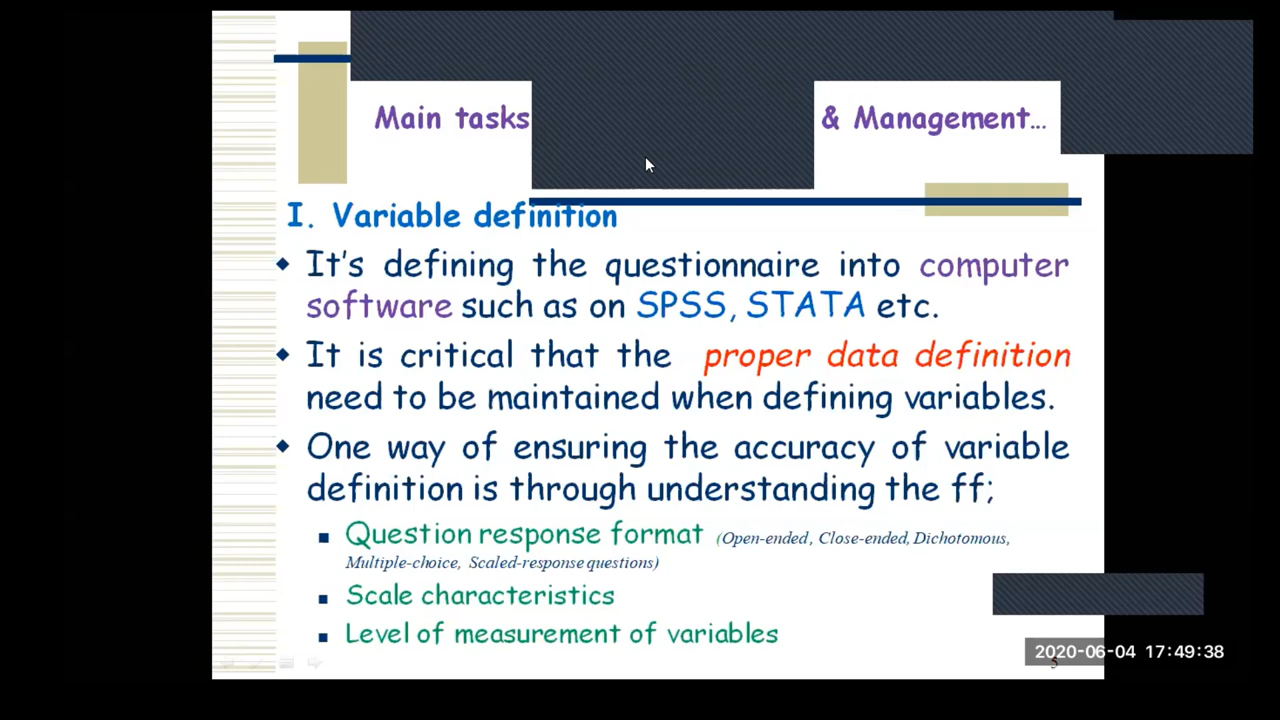 Main tasks & Management...
I. Variable definition
It's defining the questionnaire into computer
software such as on SPSS, STATA etc.
It is critical that the proper data definition
need to be maintained when defining variables.
One way of ensuring the accuracy of variable
definition is through understanding the ff;
Question response format (Open-ended, Close-ended, Dichotomous,
Multiple-choice, Scaled-response questions)
Scale characteristics
Level of measurement of variables
2020-06-04 17:49:38
5